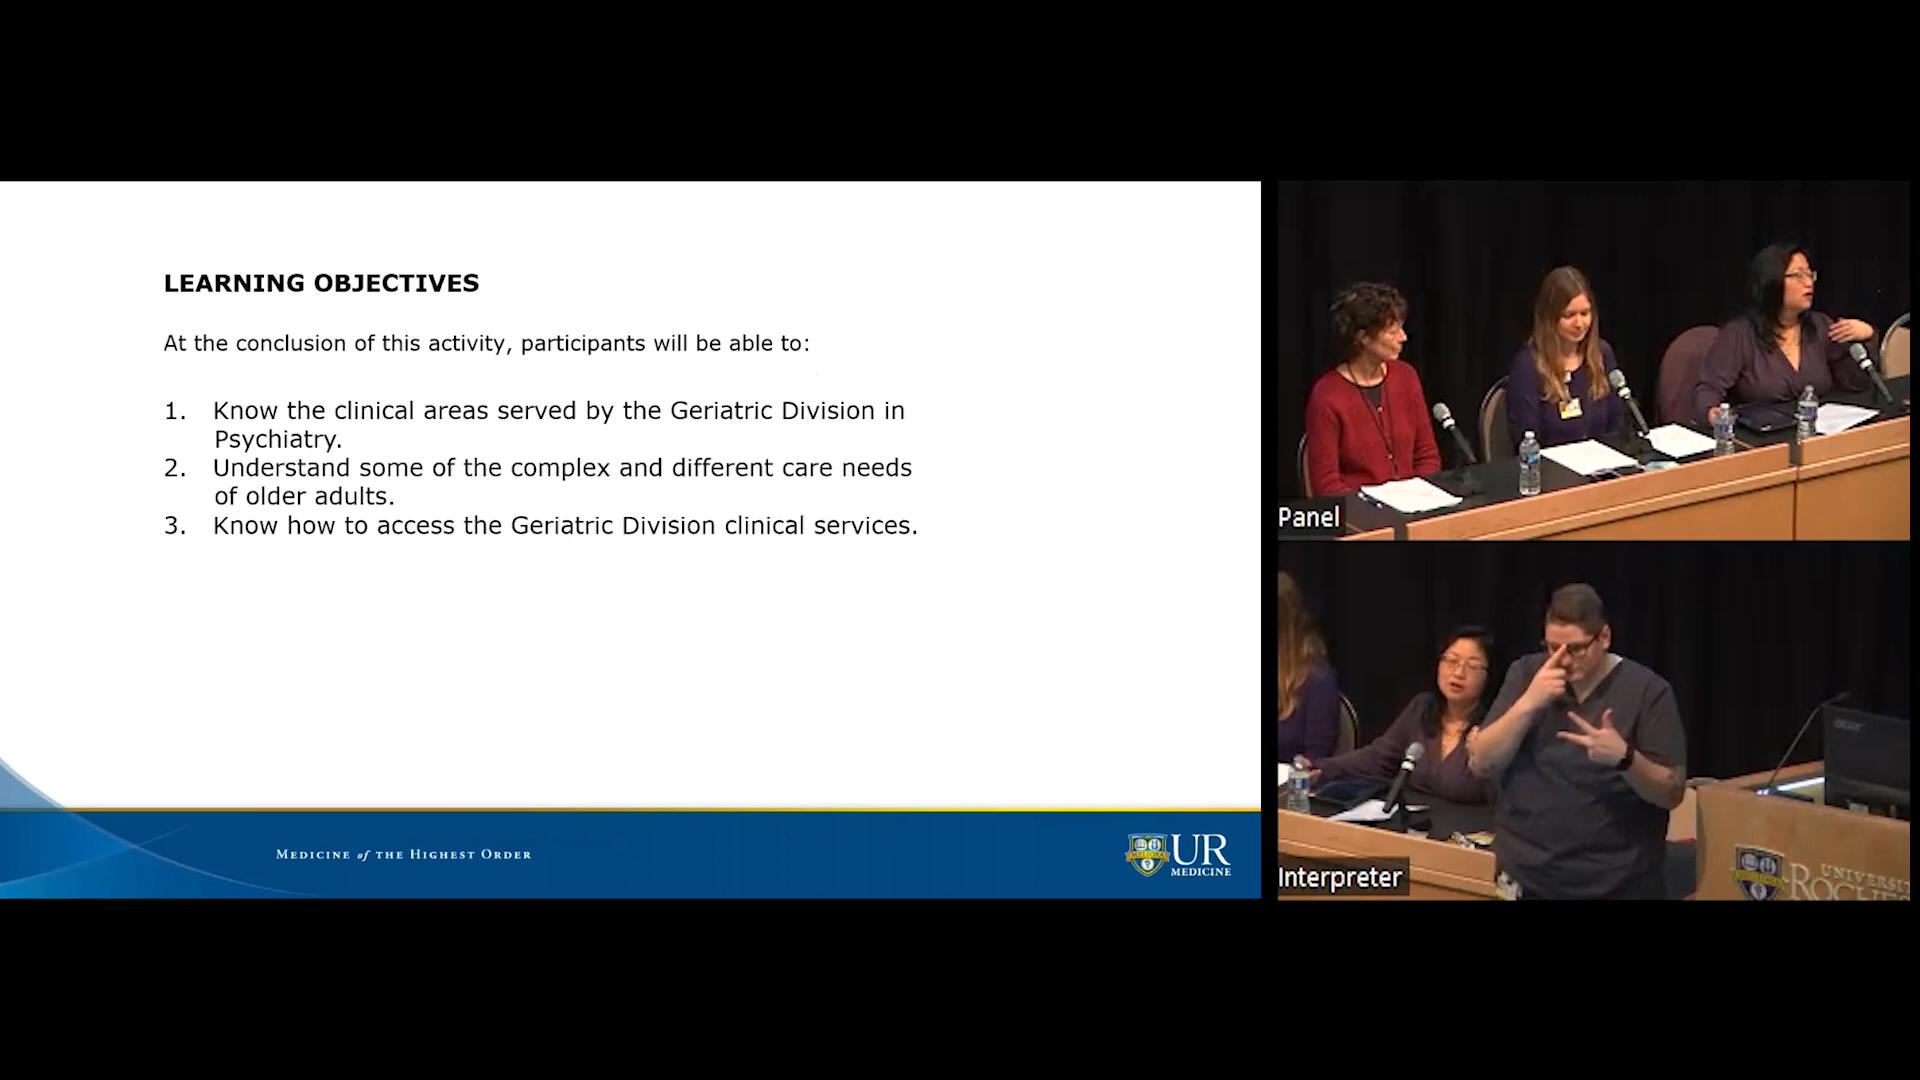 LEARNING OBJECTIVES
At the conclusion of this activity, participants will be able to:
1. Know the clinical areas served by the Geriatric Division in
Psychiatry.
2. Understand some of the complex and different care needs
of older adults.
3. Know how to access the Geriatric Division clinical services.
MEDICINE of THE HIGHEST ORDER
MELIORA
UR
MEDICINE
Panel
Interpreter
UNIVERSI
ROCHES